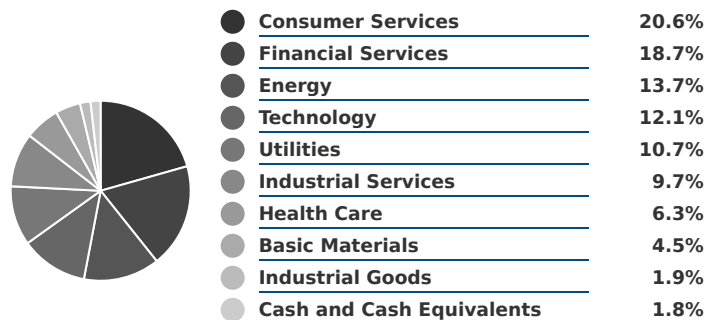 Consumer Services 20.6%
Financial Services 18.7%
Energy 13.7%
Technology 12.1%
Utilities 10.7%
Industrial Services 9.7%
Health Care 6.3%
Basic Materials 4.5%
Industrial Goods 1.9%
Cash and Cash Equivalents 1.8%